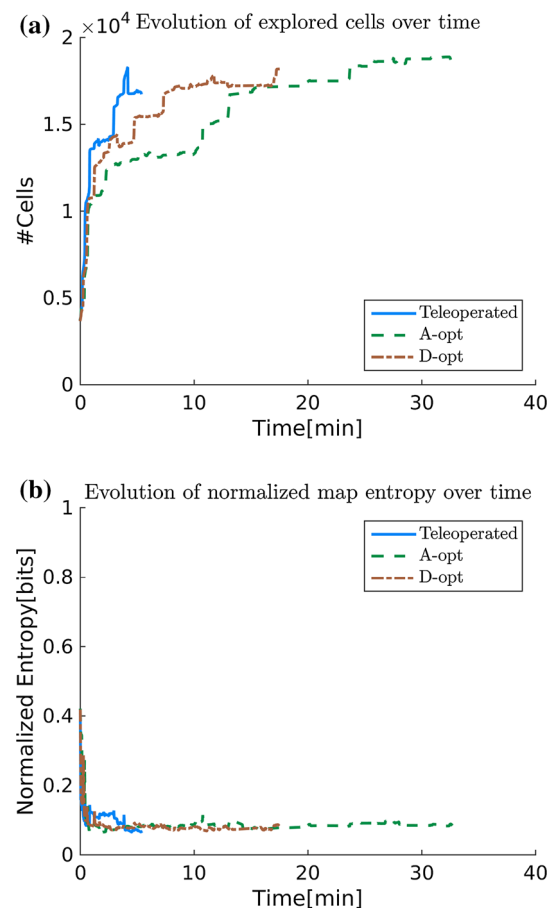 (a)
×10⁴ Evolution of explored cells over time
2
1.5
1
0.5
0
#Cells
Teleoperated
A-opt
D-opt
0 10 20 30 40
Time[min]
(b)
Evolution of normalized map entropy over time
1
0.8
0.6
0.4
0.2
0
Normalized Entropy[bits]
Teleoperated
A-opt
D-opt
0 10 20 30 40
Time[min]